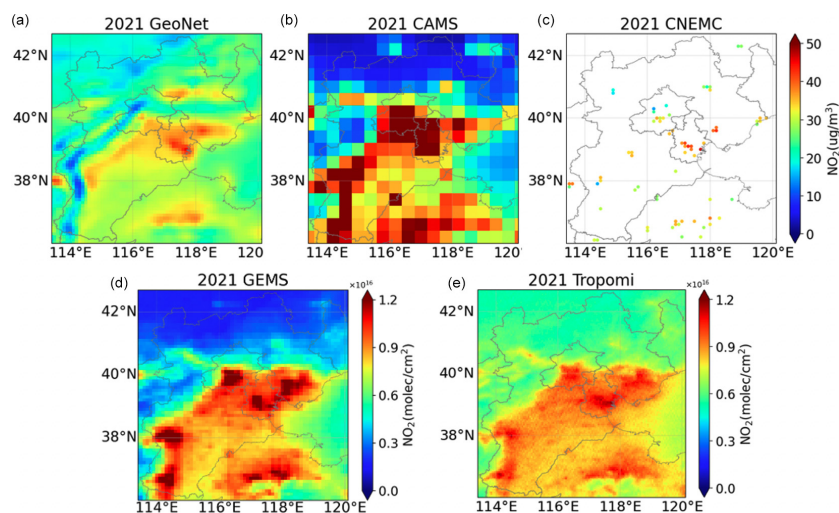 (a)
2021 GeoNet
(b)
2021 CAMS
(c)
2021 CNEMC
42°N
40°N
38°N
114°E 116°E 118°E 120°E
42°N
40°N
38°N
114°E 116°E 118°E 120°E
42°N
40°N
38°N
114°E 116°E 118°E 120°E
50
40
30
20
10
0
NO₂(ug/m³)
(d)
2021 GEMS
(e)
2021 Tropomi
42°N
40°N
38°N
114°E 116°E 118°E 120°E
×10¹⁶
1.2
0.9
0.6
0.3
0.0
NO₂(molec/cm²)
42°N
40°N
38°N
114°E 116°E 118°E 120°E
×10¹⁶
1.2
0.9
0.6
0.3
0.0
NO₂(molec/cm²)